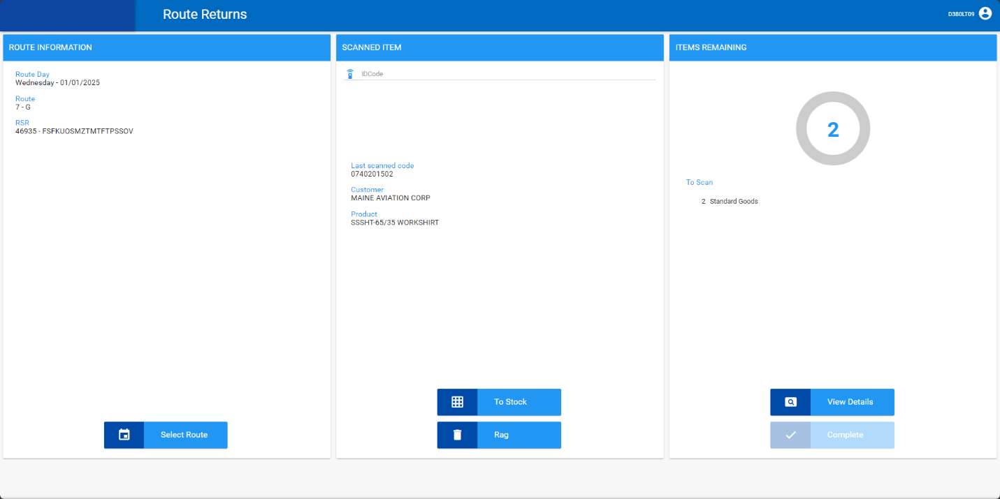 Route Returns
D380LT09
ROUTE INFORMATION
Route Day
Wednesday - 01/01/2025
Route
7 - G
RSR
46935 - FSFKUOSMZTMTFTPSSOV
Select Route
SCANNED ITEM
IDCode
Last scanned code
0740201502
Customer
MAINE AVIATION CORP
Product
SSSHT-65/35 WORKSHIRT
To Stock
Rag
ITEMS REMAINING
2
To Scan
2 Standard Goods
View Details
Complete